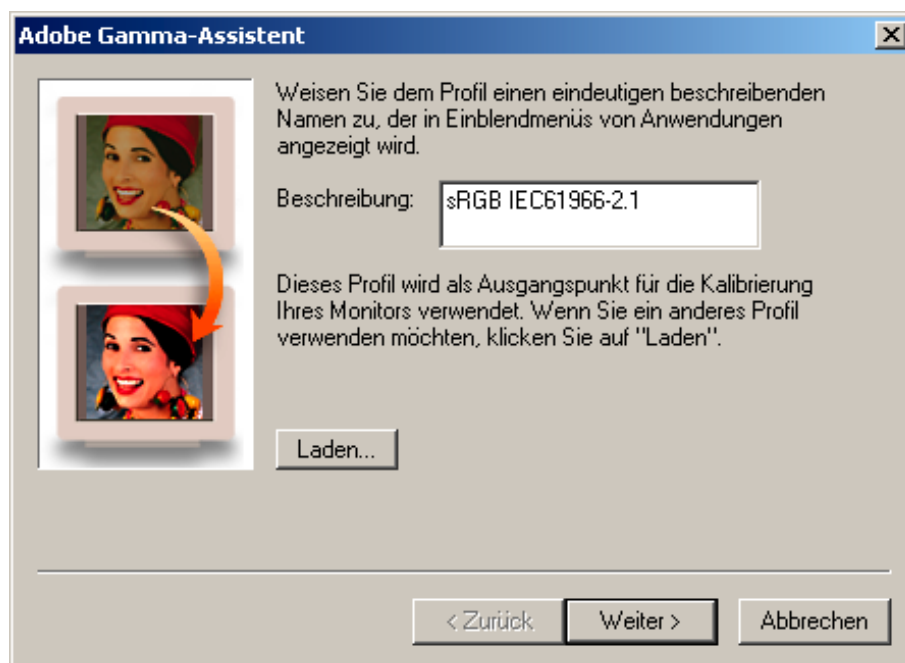 Adobe Gamma-Assistent
Weisen Sie dem Profil einen eindeutigen beschreibenden
Namen zu, der in Einblendmenüs von Anwendungen
angezeigt wird.
Beschreibung: sRGB IEC61966-2.1
Dieses Profil wird als Ausgangspunkt für die Kalibrierung
Ihres Monitors verwendet. Wenn Sie ein anderes Profil
verwenden möchten, klicken Sie auf "Laden".
Laden...
< Zurück Weiter > Abbrechen